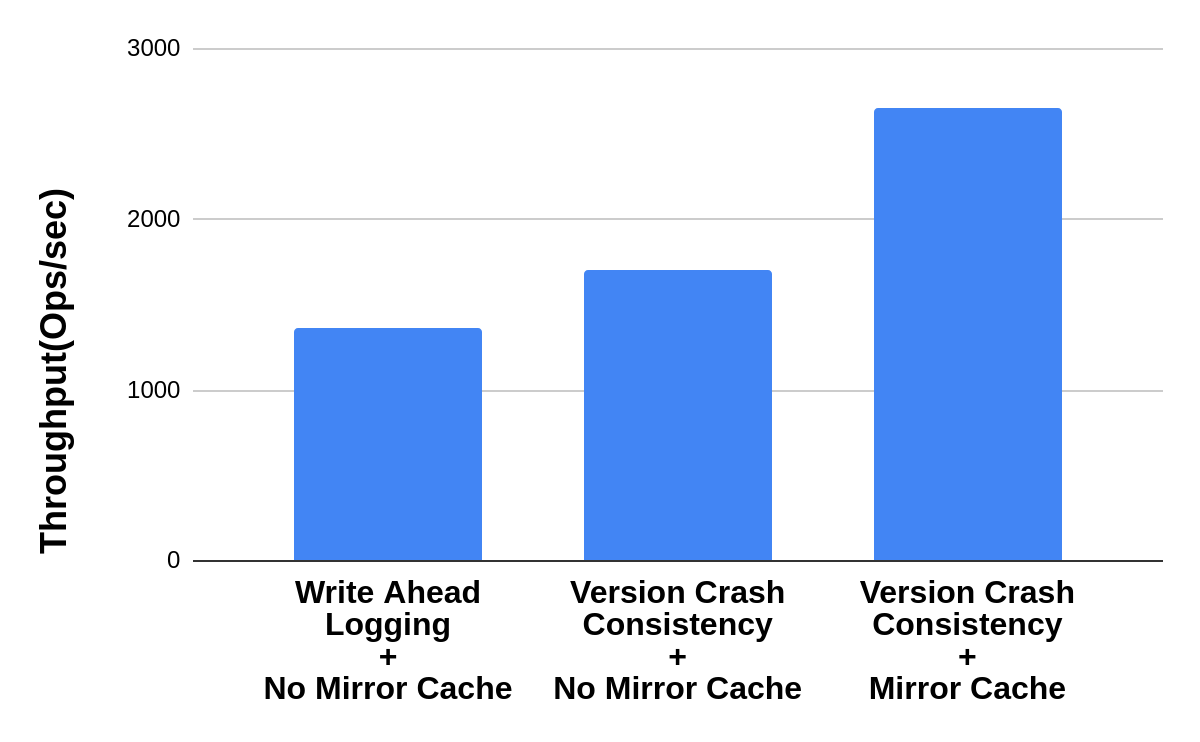 3000
2000
1000
0
Throughput(Ops/sec)
Write Ahead
Logging
+
No Mirror Cache
Version Crash
Consistency
+
No Mirror Cache
Version Crash
Consistency
+
Mirror Cache